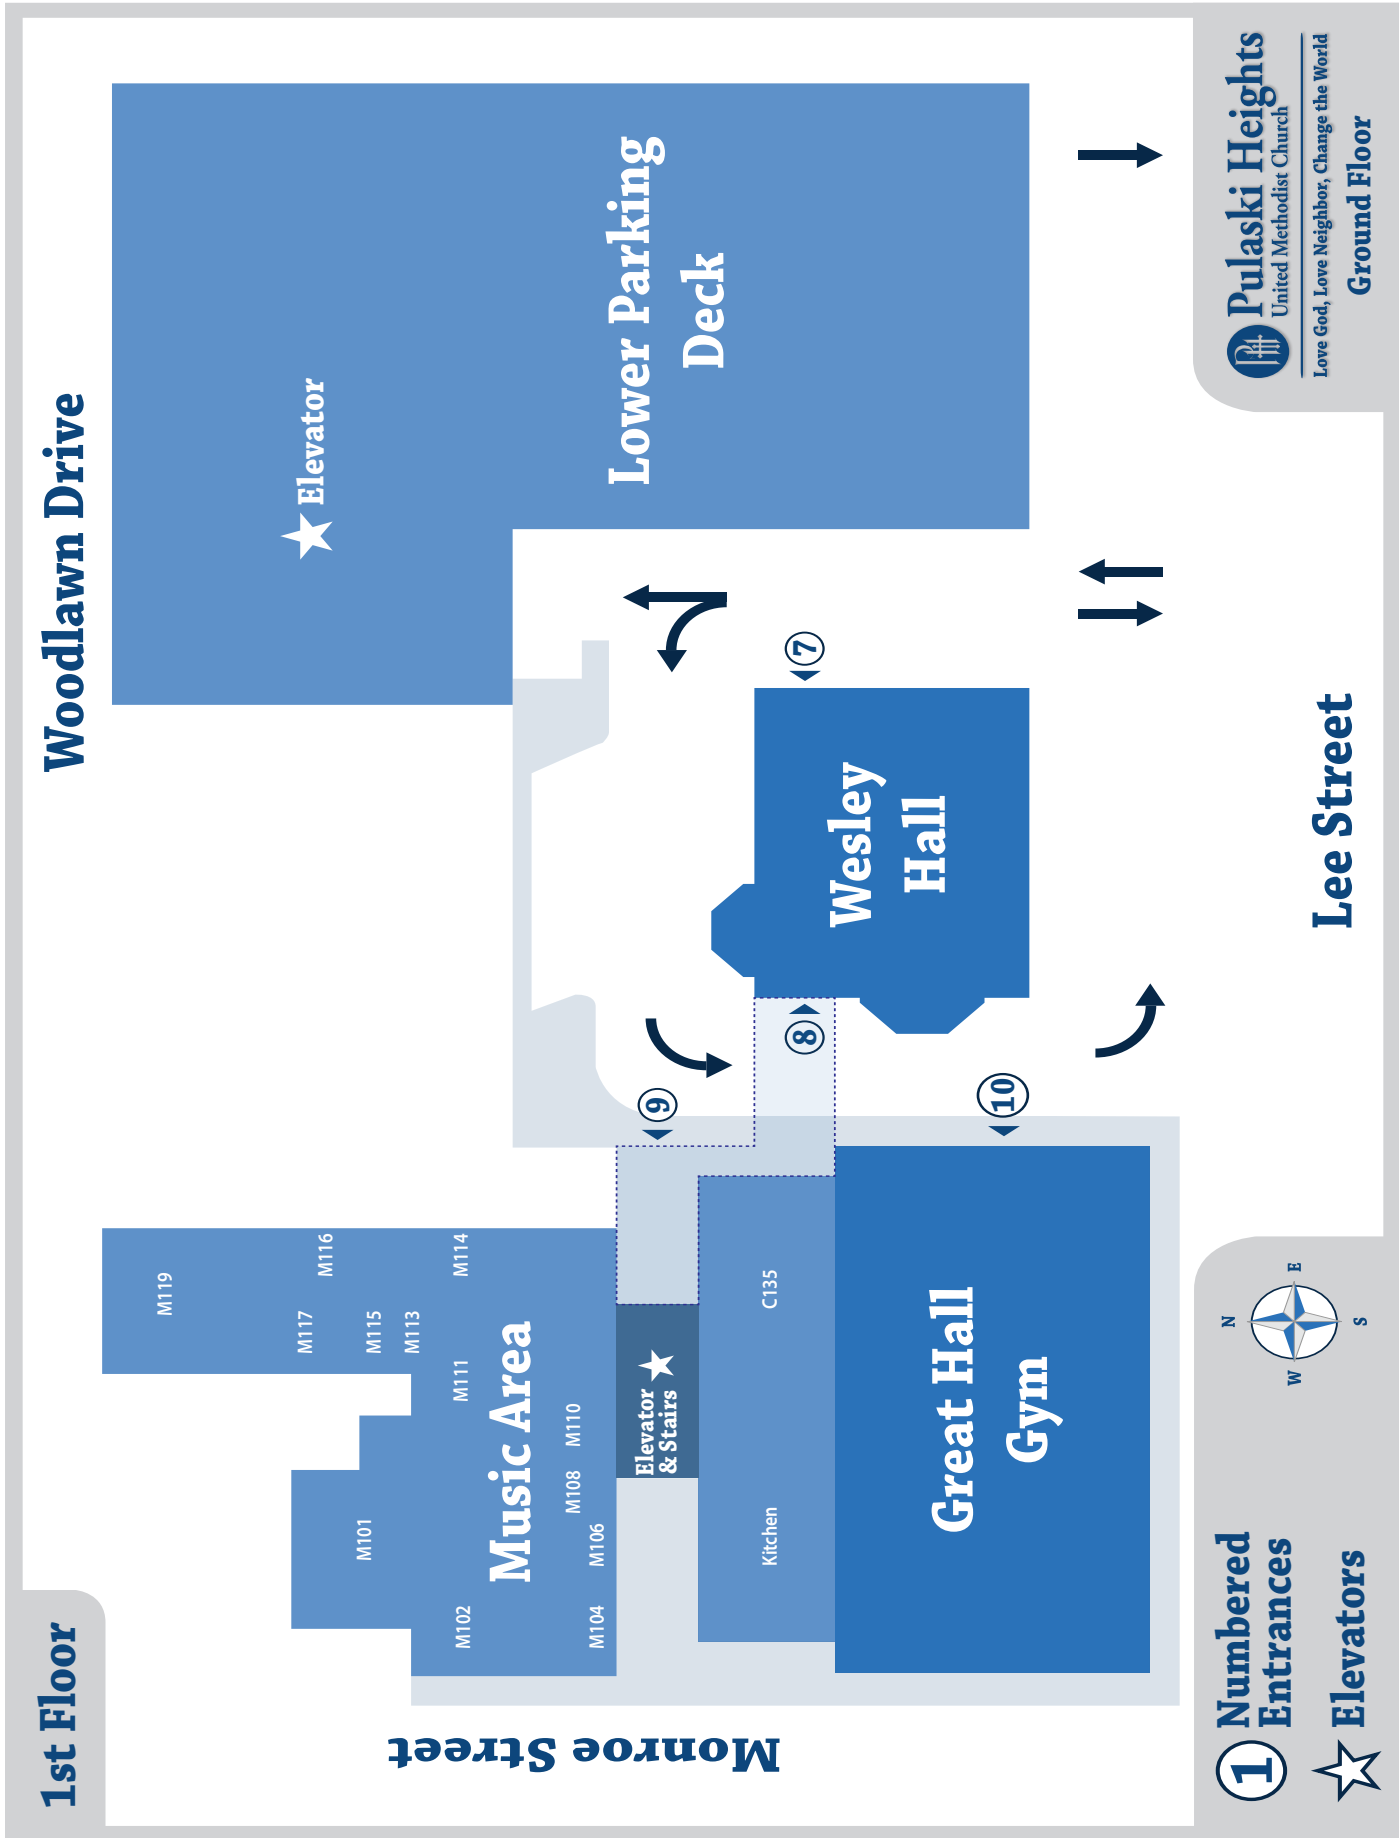 1st Floor
Woodlawn Drive
Monroe Street
Lee Street
M119
M117
M116
M115
M113
M114
M111
M101
M102
Music Area
M110
M108
M106
M104
Elevator
& Stairs
C135
Kitchen
Great Hall
Gym
9
8
10
7
Wesley
Hall
Elevator
Lower Parking
Deck
1 Numbered
Entrances
Elevators
N
W
E
S
Pulaski Heights
United Methodist Church
Love God, Love Neighbor, Change the World
Ground Floor